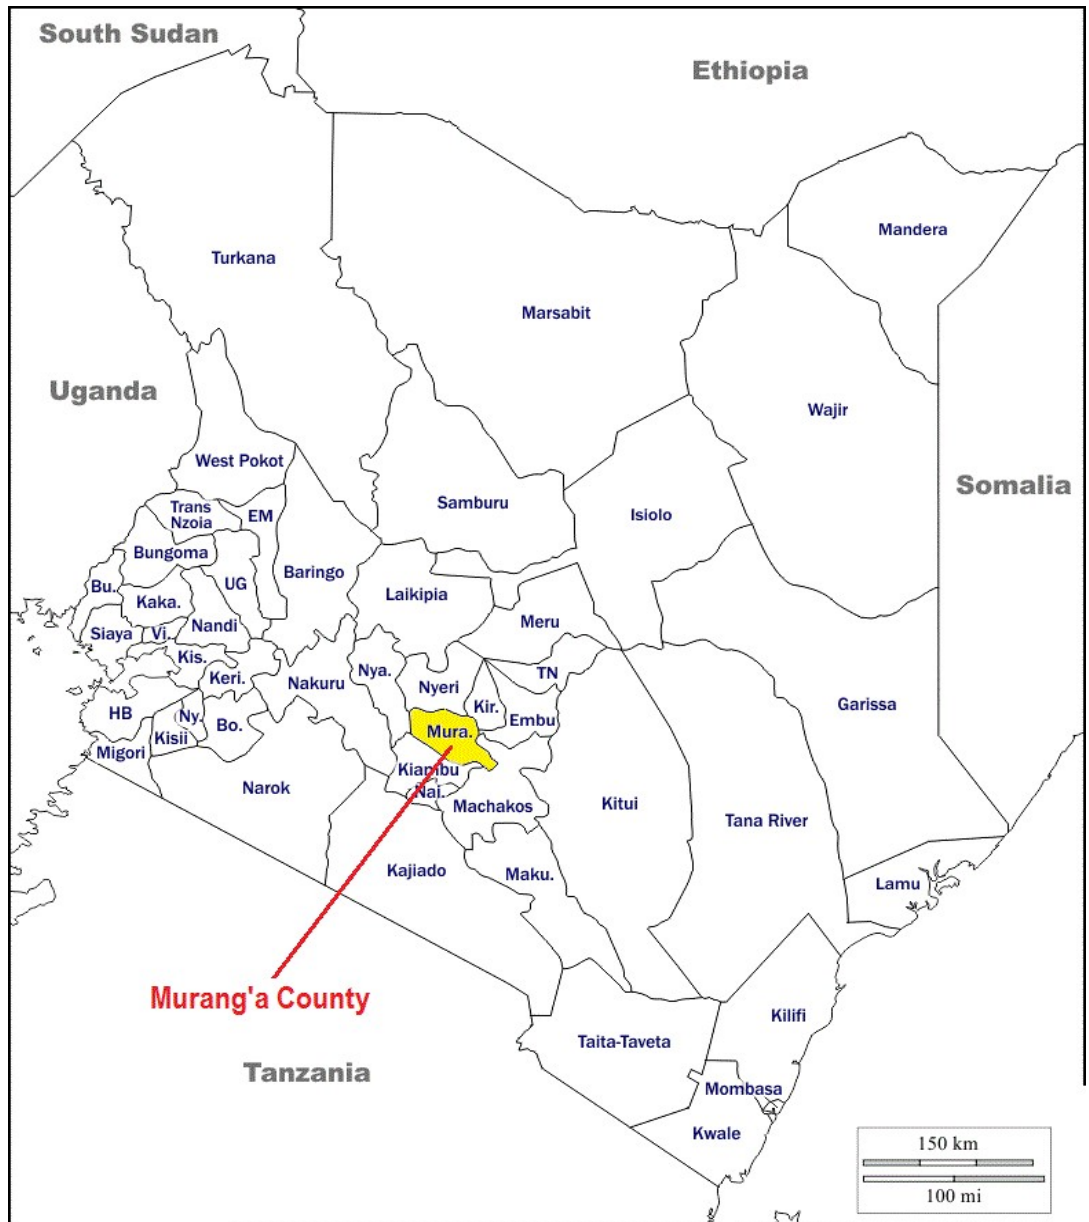 South Sudan
Ethiopia
Mandera
Turkana
Marsabit
Uganda
Wajir
West Pokot
Somalia
Samburu
Trans
Nzoia
EM
Isiolo
Bungoma
Baringo
Bu.
UG
Laikipia
Kaka.
Meru
Siaya
Vi.
Nandi
Kis.
Nya.
TN
Keri.
Nakuru
Nyeri
Garissa
HB
Ny.
Kir.
Embu
Bo.
Mura.
Kisii
Migori
Kiambu
Narok
Nai.
Machakos
Kitui
Tana River
Kajiado
Maku.
Lamu
Murang'a County
Kilifi
Taita-Taveta
Tanzania
Mombasa
Kwale
150 km
100 mi